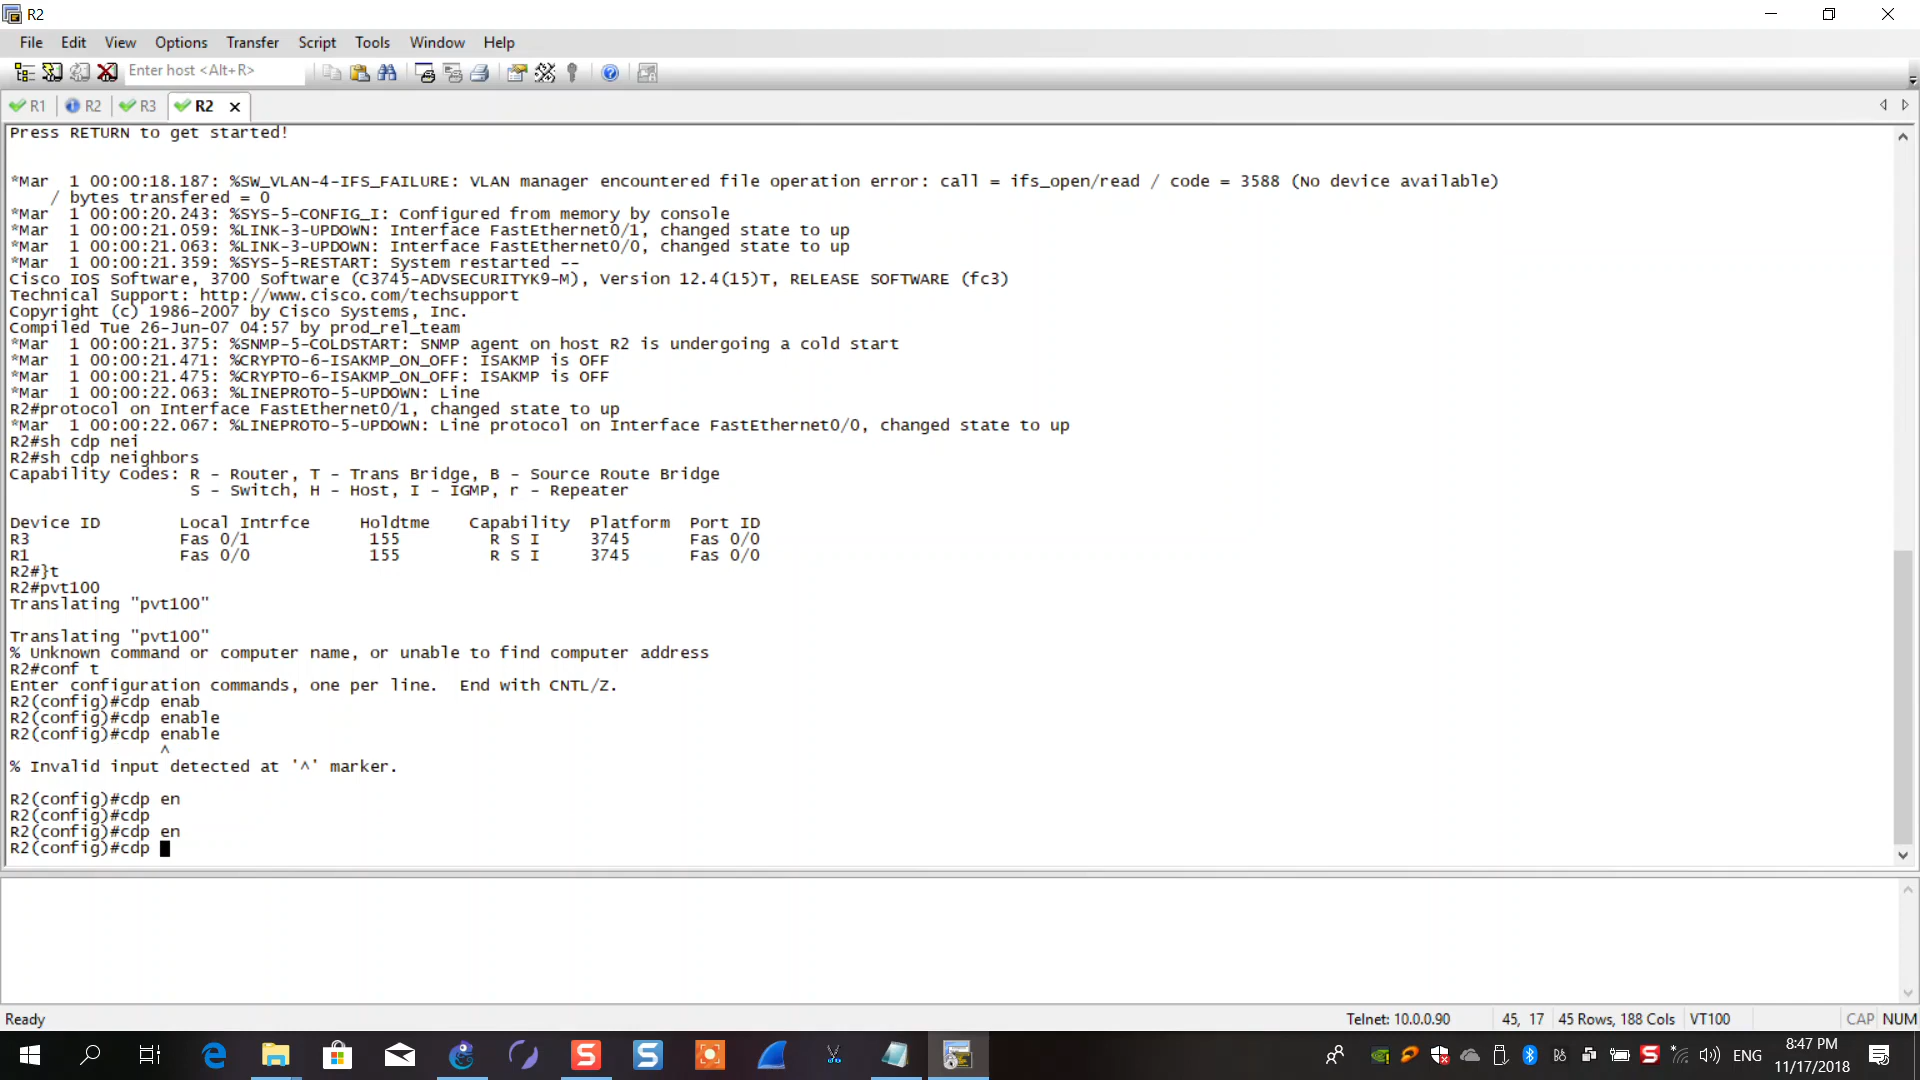 R2
File Edit View Options Transfer Script Tools Window Help
Enter host <Alt+R>
R1 R2 R3 R2
Press RETURN to get started!
*Mar  1 00:00:18.187: %SW_VLAN-4-IFS_FAILURE: VLAN manager encountered file operation error: call = ifs_open/read / code = 3588 (No device available)
/ bytes transfered = 0
*Mar  1 00:00:20.243: %SYS-5-CONFIG_I: Configured from memory by console
*Mar  1 00:00:21.059: %LINK-3-UPDOWN: Interface FastEthernet0/1, changed state to up
*Mar  1 00:00:21.063: %LINK-3-UPDOWN: Interface FastEthernet0/0, changed state to up
*Mar  1 00:00:21.359: %SYS-5-RESTART: System restarted --
Cisco IOS Software, 3700 Software (C3745-ADVSECURITYK9-M), Version 12.4(15)T, RELEASE SOFTWARE (fc3)
Technical Support: http://www.cisco.com/techsupport
Copyright (c) 1986-2007 by Cisco Systems, Inc.
Compiled Tue 26-Jun-07 04:57 by prod_rel_team
*Mar  1 00:00:21.375: %SNMP-5-COLDSTART: SNMP agent on host R2 is undergoing a cold start
*Mar  1 00:00:21.471: %CRYPTO-6-ISAKMP_ON_OFF: ISAKMP is OFF
*Mar  1 00:00:21.475: %CRYPTO-6-ISAKMP_ON_OFF: ISAKMP is OFF
*Mar  1 00:00:22.063: %LINEPROTO-5-UPDOWN: Line
R2#protocol on Interface FastEthernet0/1, changed state to up
*Mar  1 00:00:22.067: %LINEPROTO-5-UPDOWN: Line protocol on Interface FastEthernet0/0, changed state to up
R2#sh cdp nei
R2#sh cdp neighbors
Capability Codes: R - Router, T - Trans Bridge, B - Source Route Bridge
S - Switch, H - Host, I - IGMP, r - Repeater
Device ID Local Intrfce Holdtme Capability Platform Port ID
R3 Fas 0/1 155 R S I 3745 Fas 0/0
R1 Fas 0/0 155 R S I 3745 Fas 0/0
R2#}t
R2#pvt100
Translating "pvt100"
Translating "pvt100"
% Unknown command or computer name, or unable to find computer address
R2#conf t
Enter configuration commands, one per line.  End with CNTL/Z.
R2(config)#cdp enab
R2(config)#cdp enable
R2(config)#cdp enable
^
% Invalid input detected at '^' marker.
R2(config)#cdp en
R2(config)#cdp
R2(config)#cdp en
R2(config)#cdp
Ready Telnet: 10.0.0.90 45, 17 45 Rows, 188 Cols VT100 CAP NUM
ENG 8:47 PM
11/17/2018